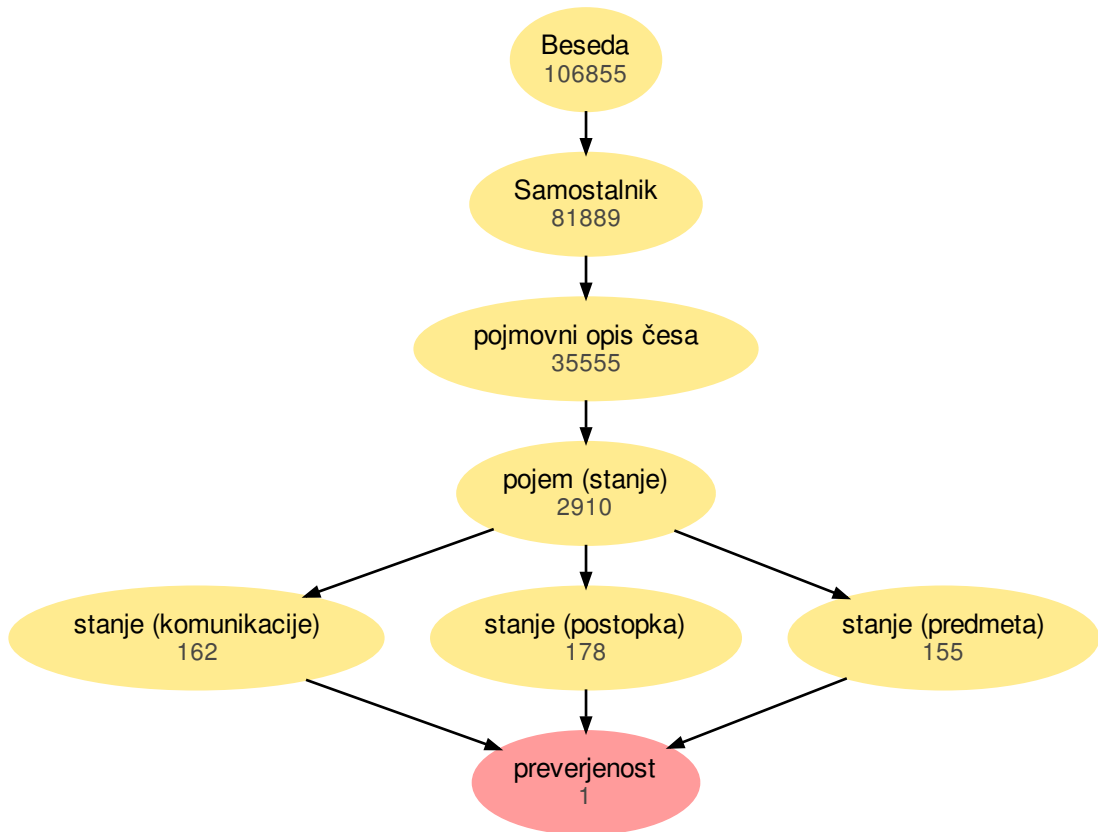 Beseda
106855
Samostalnik
81889
pojmovni opis česa
35555
pojem (stanje)
2910
stanje (komunikacije)
162
stanje (postopka)
178
stanje (predmeta)
155
preverjenost
1